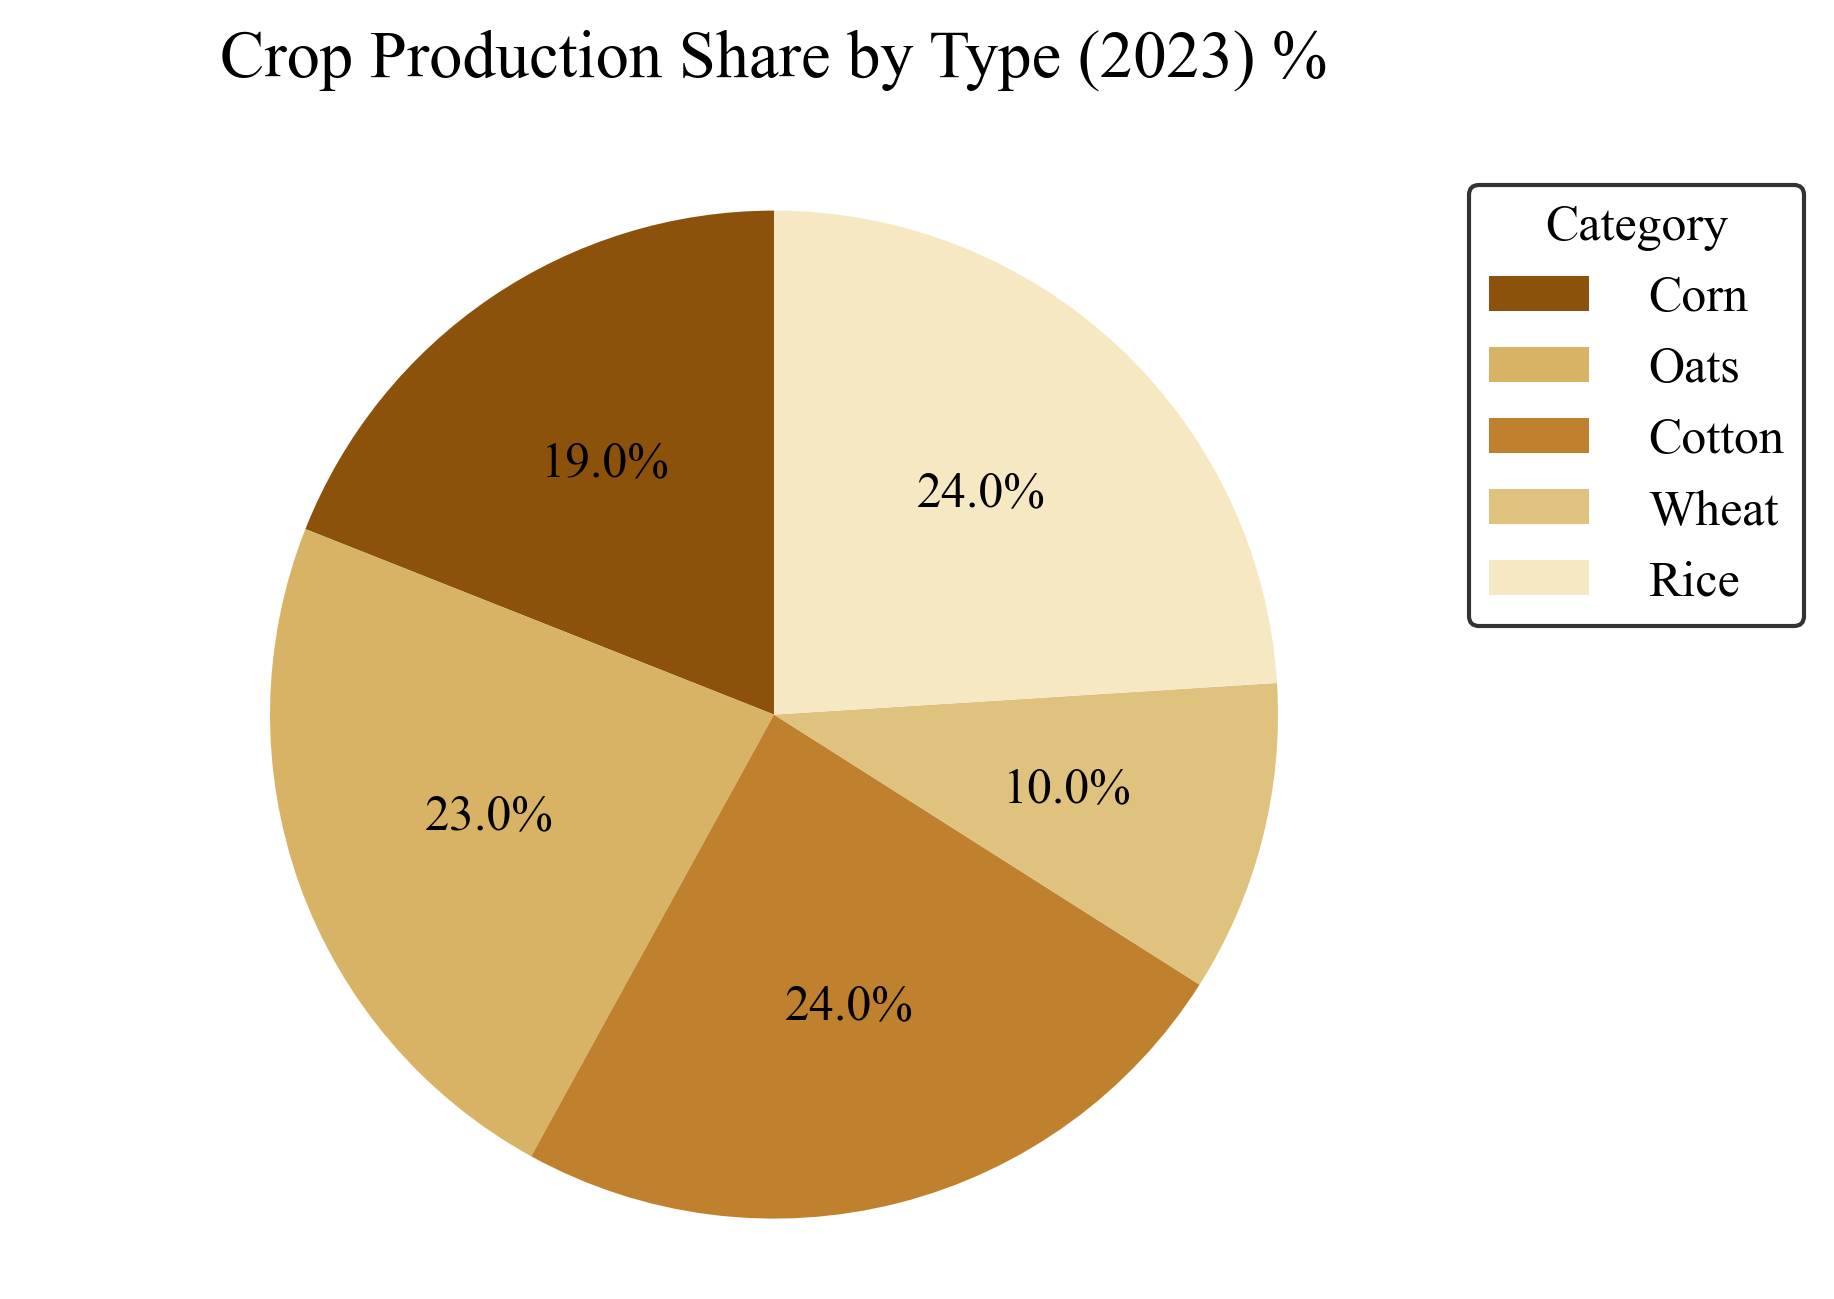 Crop Production Share by Type (2023) %
Category
Corn
Oats
Cotton
Wheat
Rice
19.0%
24.0%
23.0%
10.0%
24.0%